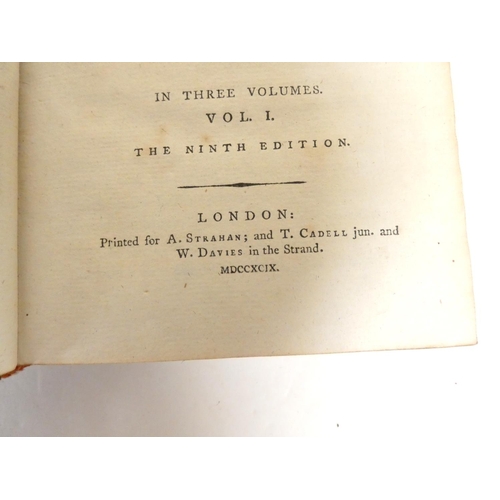 IN THREE VOLUMES.
VOL. I.
THE NINTH EDITION.
LONDON:
Printed for A. STRAHAN; and T. CADELL jun. and
W. DAVIES in the Strand.
MDCCXCIX.